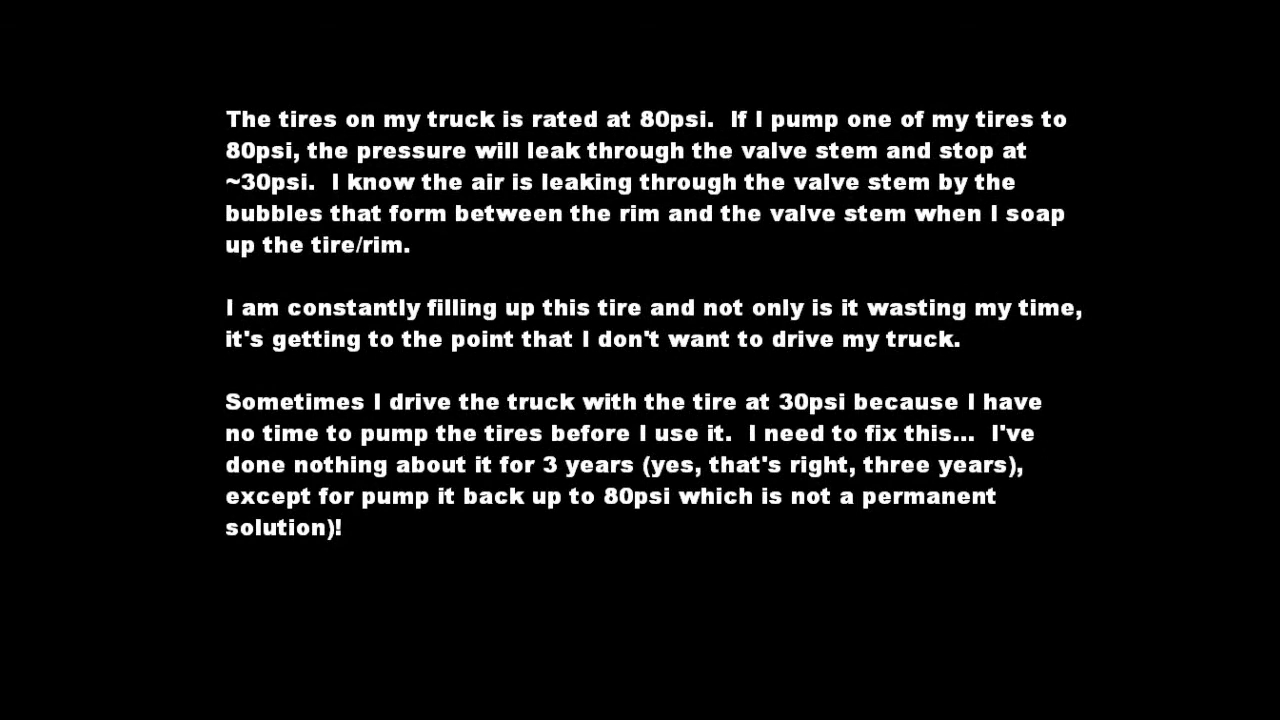 The tires on my truck is rated at 80psi.  If I pump one of my tires to
80psi, the pressure will leak through the valve stem and stop at
~30psi.  I know the air is leaking through the valve stem by the
bubbles that form between the rim and the valve stem when I soap
up the tire/rim.
I am constantly filling up this tire and not only is it wasting my time,
it's getting to the point that I don't want to drive my truck.
Sometimes I drive the truck with the tire at 30psi because I have
no time to pump the tires before I use it.  I need to fix this...  I've
done nothing about it for 3 years (yes, that's right, three years),
except for pump it back up to 80psi which is not a permanent
solution)!